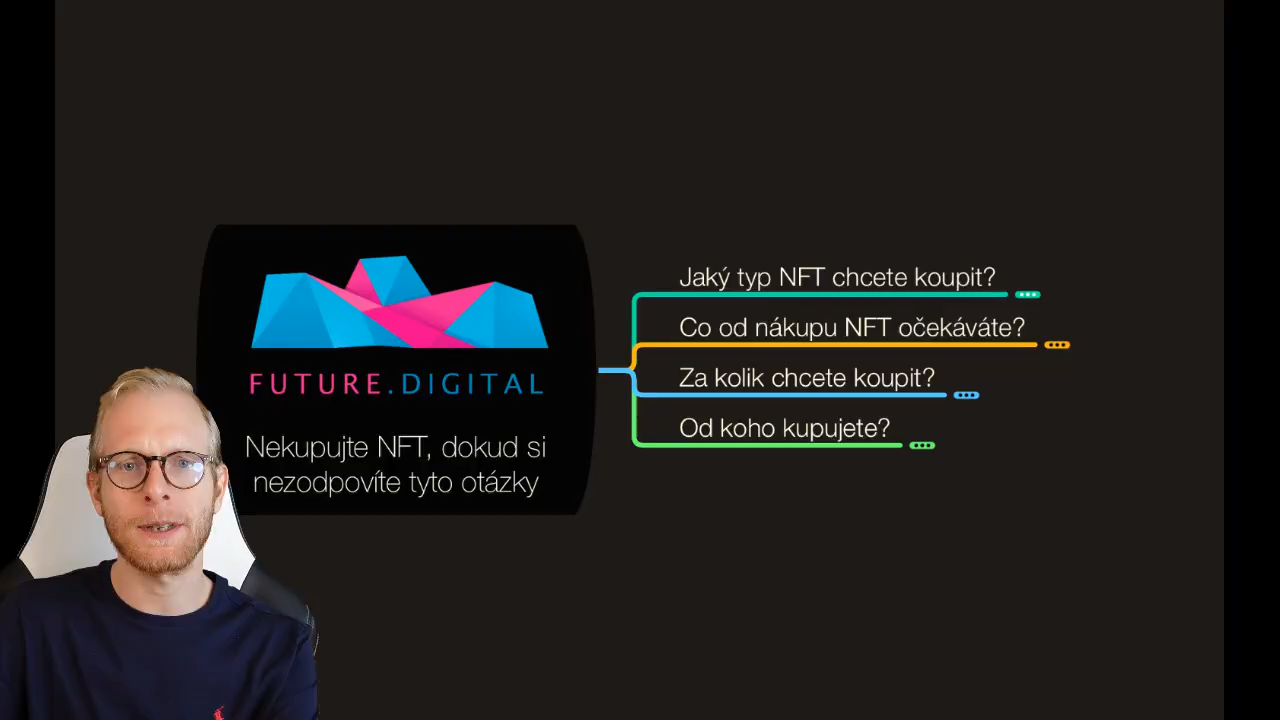 FUTURE.DIGITAL
Nekupujte NFT, dokud si
nezodpovíte tyto otázky
Jaký typ NFT chcete koupit?
Co od nákupu NFT očekáváte?
Za kolik chcete koupit?
Od koho kupujete?